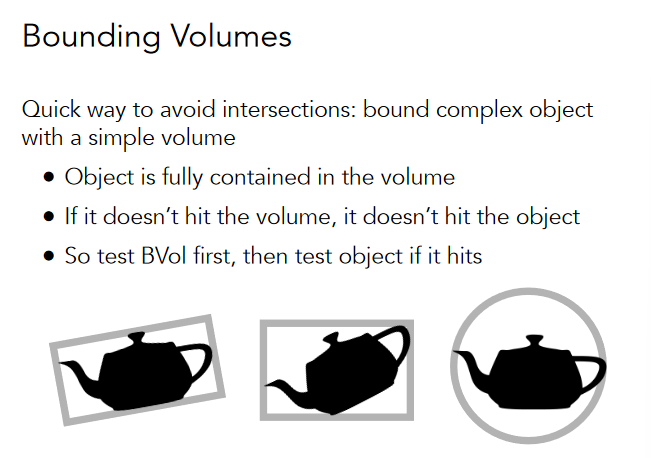 Bounding Volumes
Quick way to avoid intersections: bound complex object
with a simple volume
● Object is fully contained in the volume
● If it doesn’t hit the volume, it doesn’t hit the object
● So test BVol first, then test object if it hits